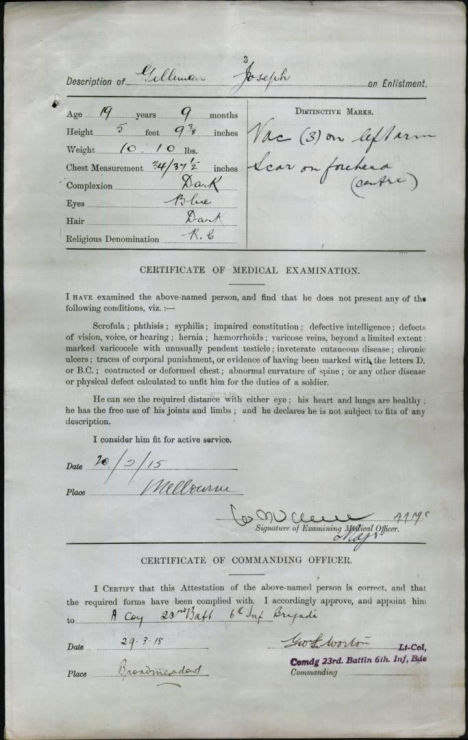 3
Description of Gilliman Joseph on Enlistment.
Age 19 years 9 months
Height 5 feet 9 3/8 inches
Weight 10.10 lbs.
Chest Measurement 34/37½ inches
Complexion Dark
Eyes Blue
Hair Dark
Religious Denomination R.C
DISTINCTIVE MARKS.
Vac (3) on left arm
Scar on forehead
(centre)
CERTIFICATE OF MEDICAL EXAMINATION.
I HAVE examined the above-named person, and find that he does not present any of the
following conditions, viz. :—
Scrofula; phthisis; syphilis; impaired constitution; defective intelligence; defects
of vision, voice, or hearing; hernia; hæmorrhoids; varicose veins, beyond a limited extent;
marked varicocele with unusually pendent testicle; inveterate cutaneous disease; chronic
ulcers; traces of corporal punishment, or evidence of having been marked with the letters D.
or B.C.; contracted or deformed chest; abnormal curvature of spine; or any other disease
or physical defect calculated to unfit him for the duties of a soldier.
He can see the required distance with either eye; his heart and lungs are healthy;
he has the free use of his joints and limbs; and he declares he is not subject to fits of any
description.
I consider him fit for active service.
Date 20/2/15
Place Melbourne
AAMC
Signature of Examining Medical Officer.
Major
CERTIFICATE OF COMMANDING OFFICER.
I CERTIFY that this Attestation of the above-named person is correct, and that
the required forms have been complied with. I accordingly approve, and appoint him
to A Coy 23rd Batt 6th Inf Brigade
Date 29.3.15
Geo Morton Lt-Col,
Comdg 23rd. Battln 6th. Inf, Bde
Place Broadmeadows
Commanding